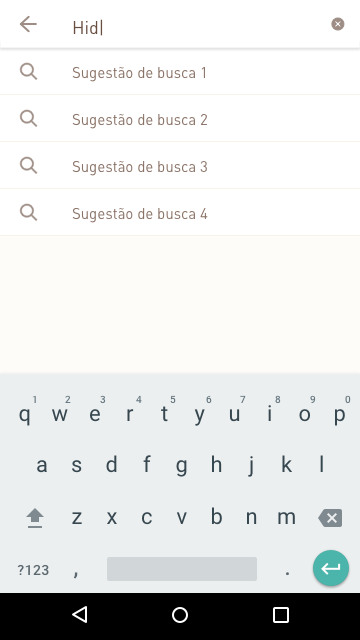 Hid
Sugestão de busca 1
Sugestão de busca 2
Sugestão de busca 3
Sugestão de busca 4
1 2 3 4 5 6 7 8 9 0
q w e r t y u i o p
a s d f g h j k l
z x c v b n m
?123 , .